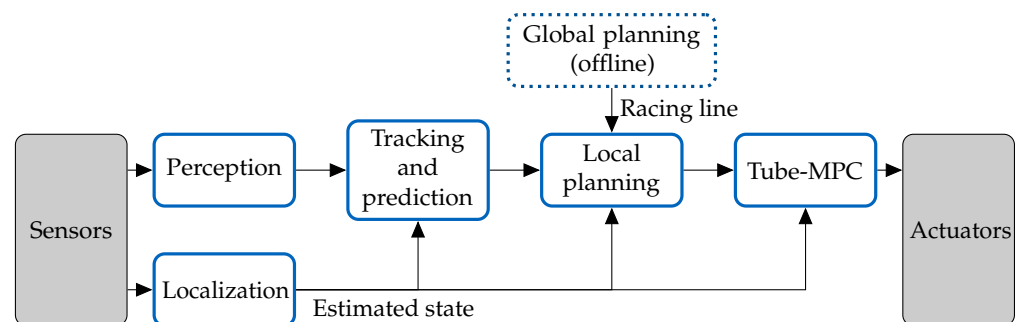 Global planning
(offline)
Racing line
Sensors
Perception
Tracking
and
prediction
Local
planning
Tube-MPC
Actuators
Localization
Estimated state